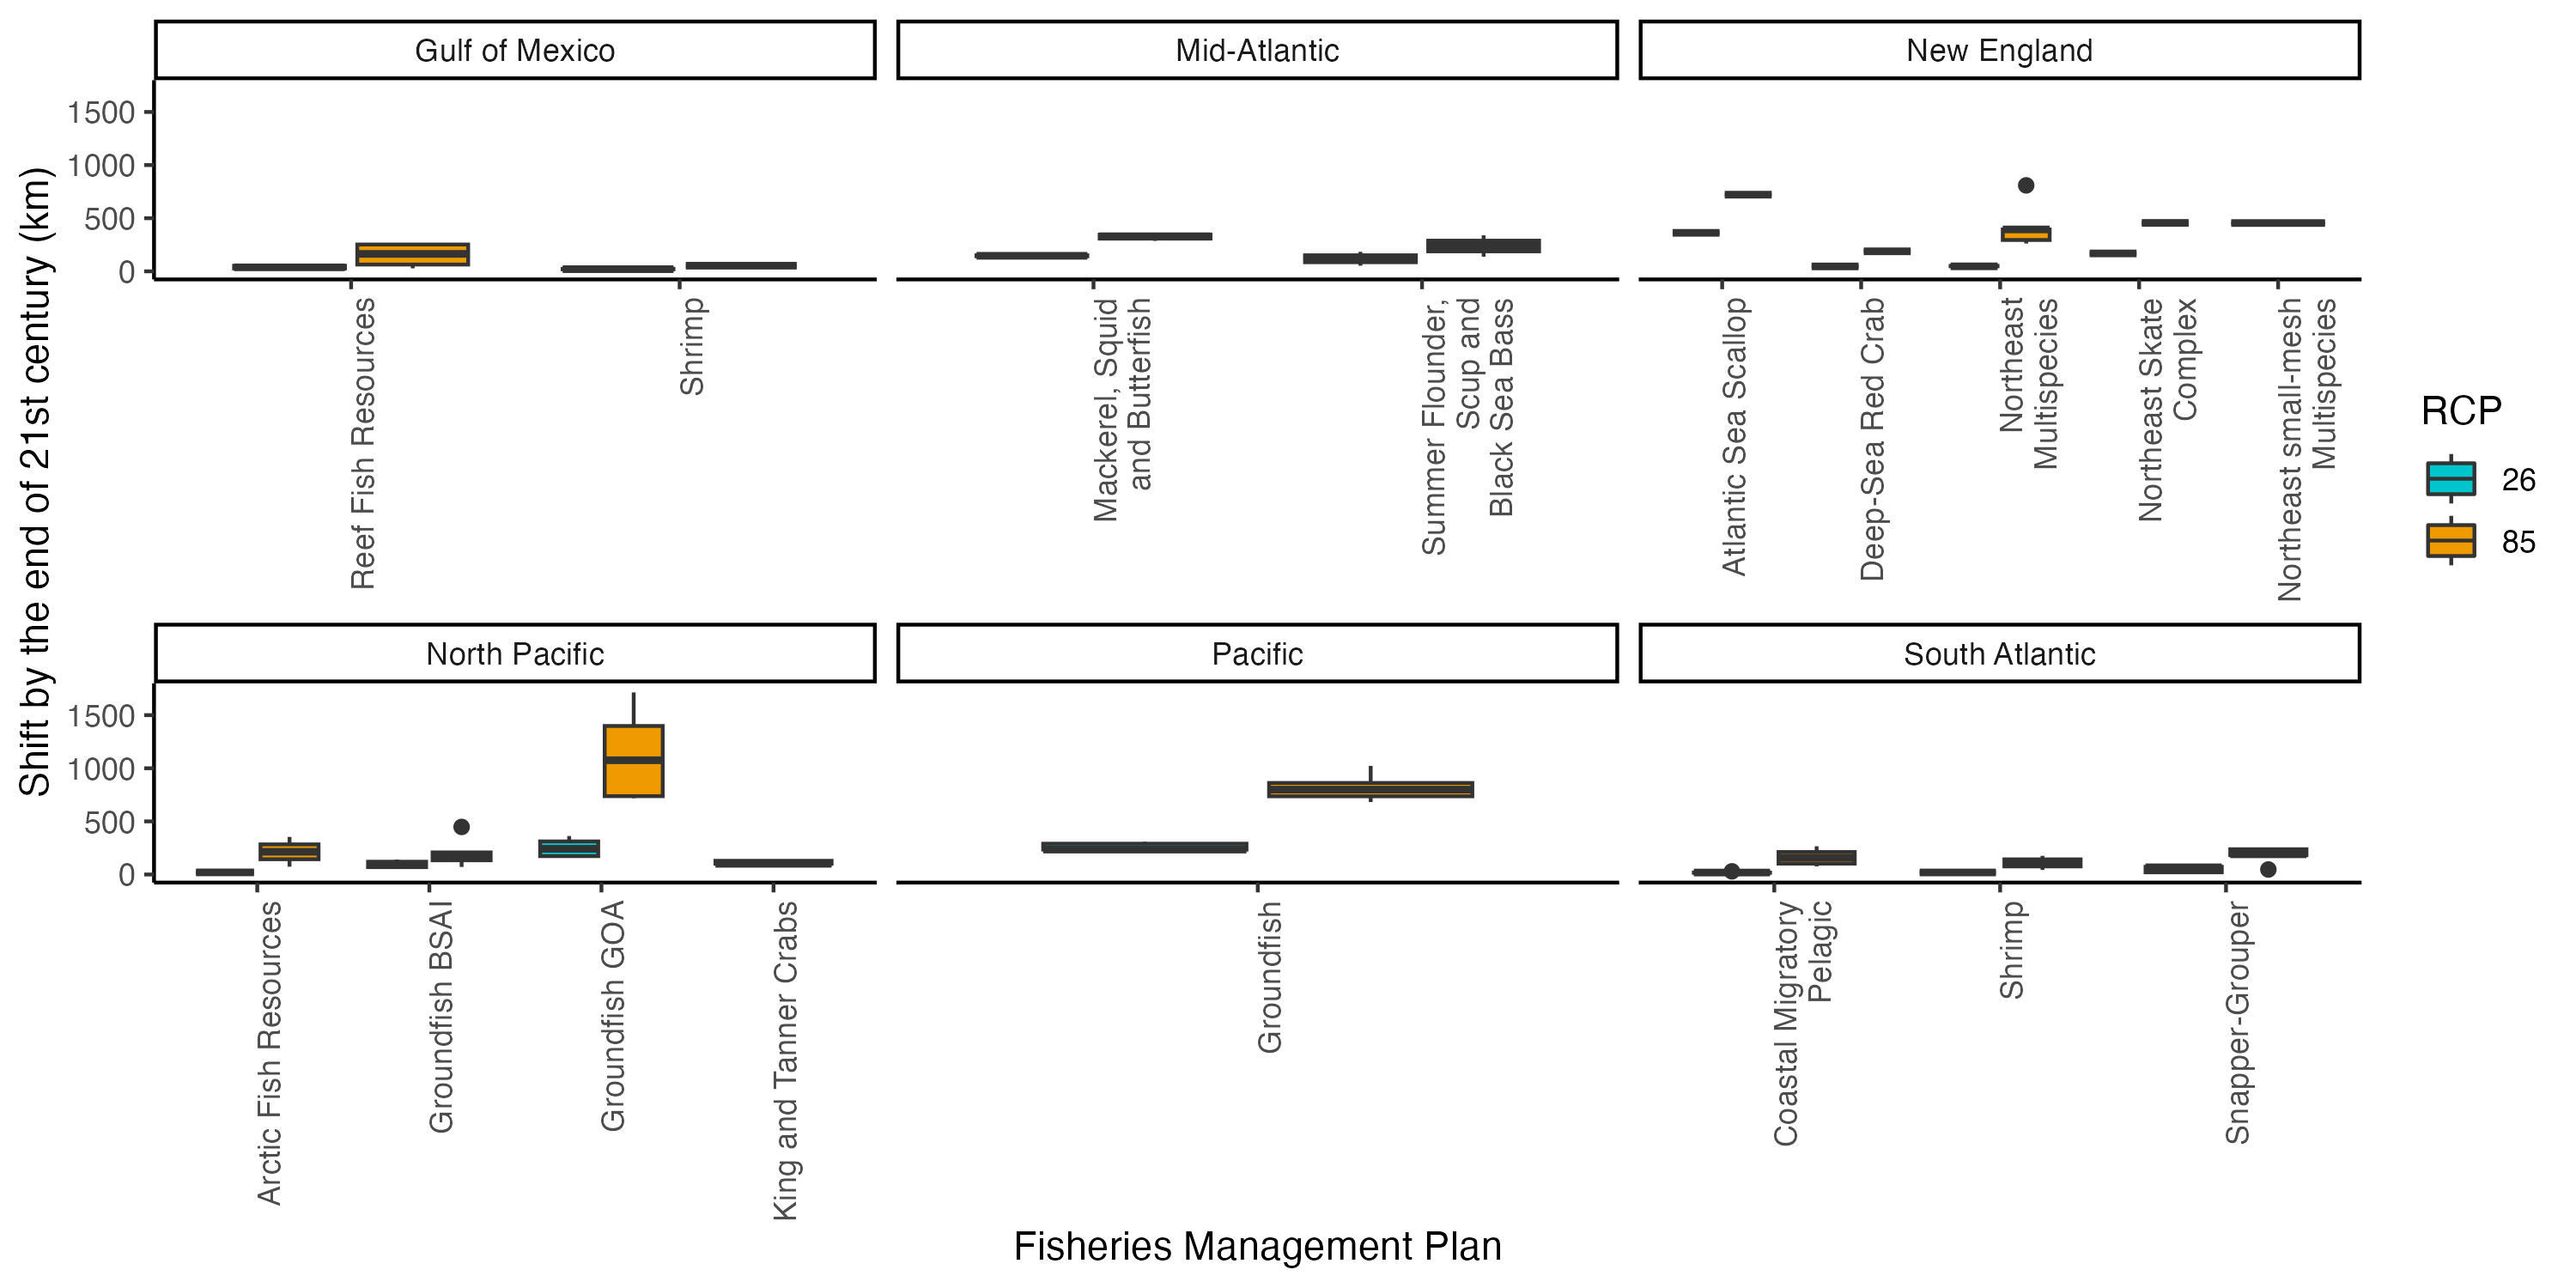 Gulf of Mexico
Mid-Atlantic
New England
Shift by the end of 21st century (km)
1500
1000
500
0
Reef Fish Resources
Shrimp
Mackerel, Squid
and Butterfish
Summer Flounder,
Scup and
Black Sea Bass
Atlantic Sea Scallop
Deep-Sea Red Crab
Northeast
Multispecies
Northeast Skate
Complex
Northeast small-mesh
Multispecies
RCP
26
85
North Pacific
Pacific
South Atlantic
1500
1000
500
0
Arctic Fish Resources
Groundfish BSAI
Groundfish GOA
King and Tanner Crabs
Groundfish
Coastal Migratory
Pelagic
Shrimp
Snapper-Grouper
Fisheries Management Plan